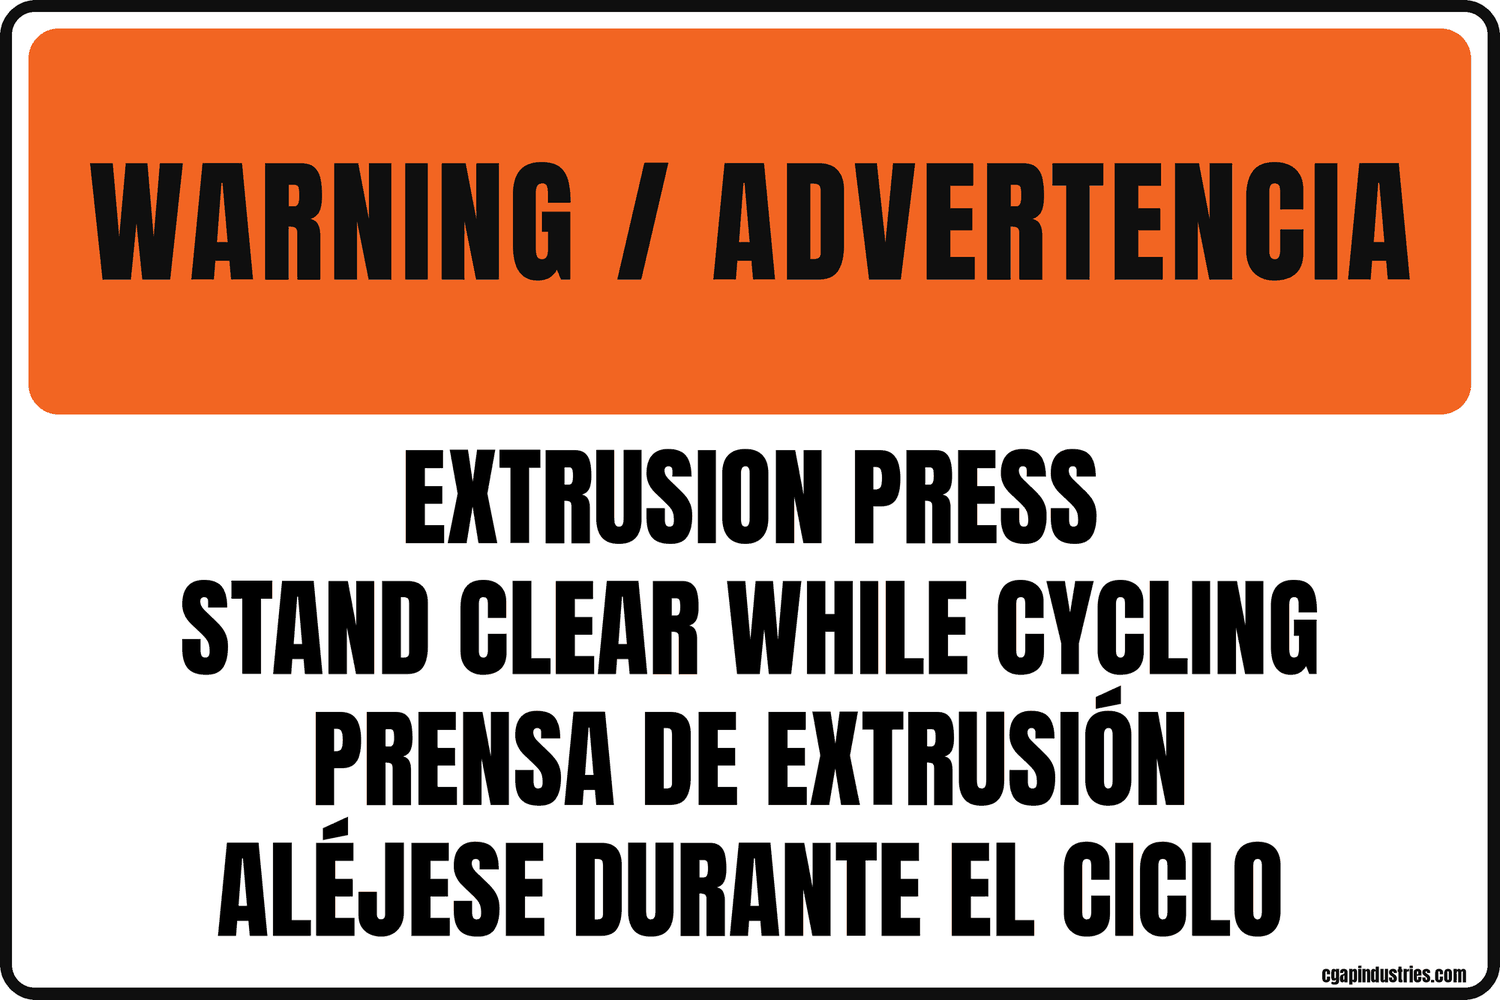 WARNING / ADVERTENCIA
EXTRUSION PRESS
STAND CLEAR WHILE CYCLING
PRENSA DE EXTRUSIÓN
ALÉJESE DURANTE EL CICLO
cgapindustries.com